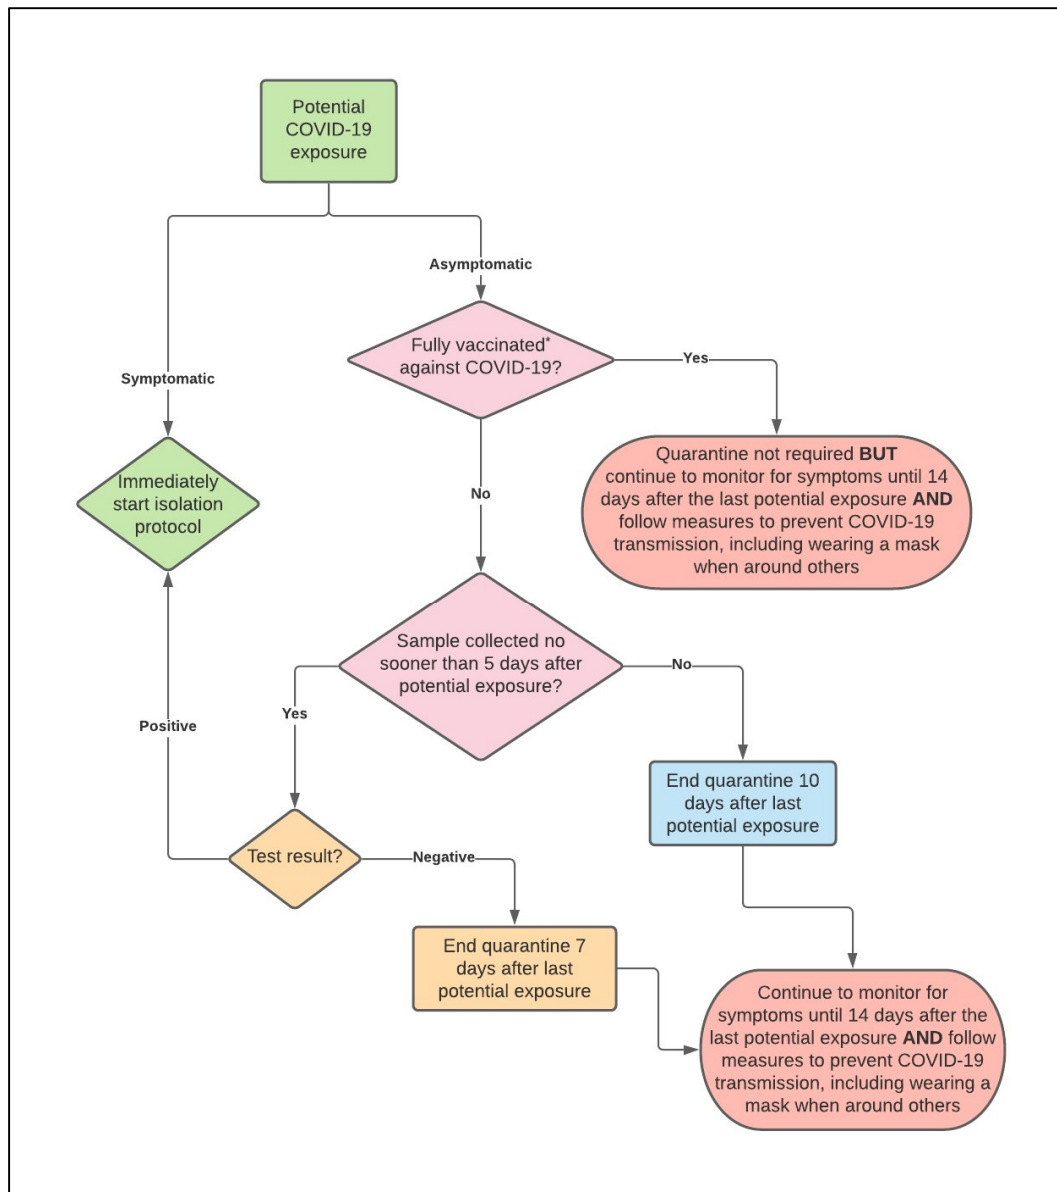 Potential
COVID-19
exposure
Asymptomatic
Symptomatic
Fully vaccinated*
against COVID-19?
Yes
Immediately
start isolation
protocol
No
Quarantine not required BUT
continue to monitor for symptoms until 14
days after the last potential exposure AND
follow measures to prevent COVID-19
transmission, including wearing a mask
when around others
Sample collected no
sooner than 5 days after
potential exposure?
No
Yes
Positive
End quarantine 10
days after last
potential exposure
Test result?
Negative
End quarantine 7
days after last
potential exposure
Continue to monitor for
symptoms until 14 days after the
last potential exposure AND follow
measures to prevent COVID-19
transmission, including wearing a
mask when around others